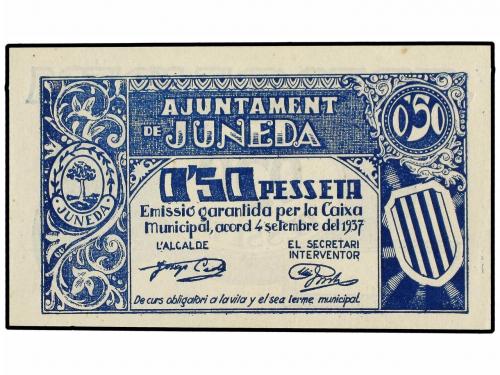 AJUNTAMENT
DE JUNEDA
0'50
JUNEDA
0'50 PESSETA
Emissió garantida per la Caixa
Municipal, acord 4 setembre del 1937
L'ALCALDE
EL SECRETARI
INTERVENTOR
De curs obligatori a la vila y el sea terme municipal